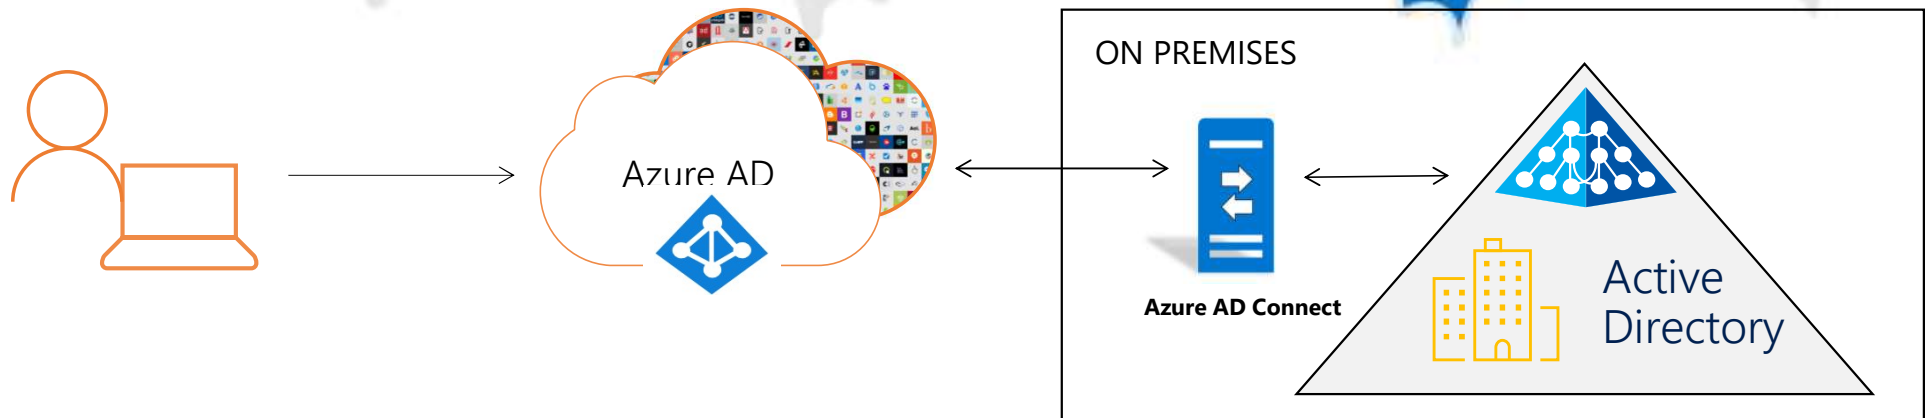 ON PREMISES
Azure AD
Azure AD Connect
Active
Directory